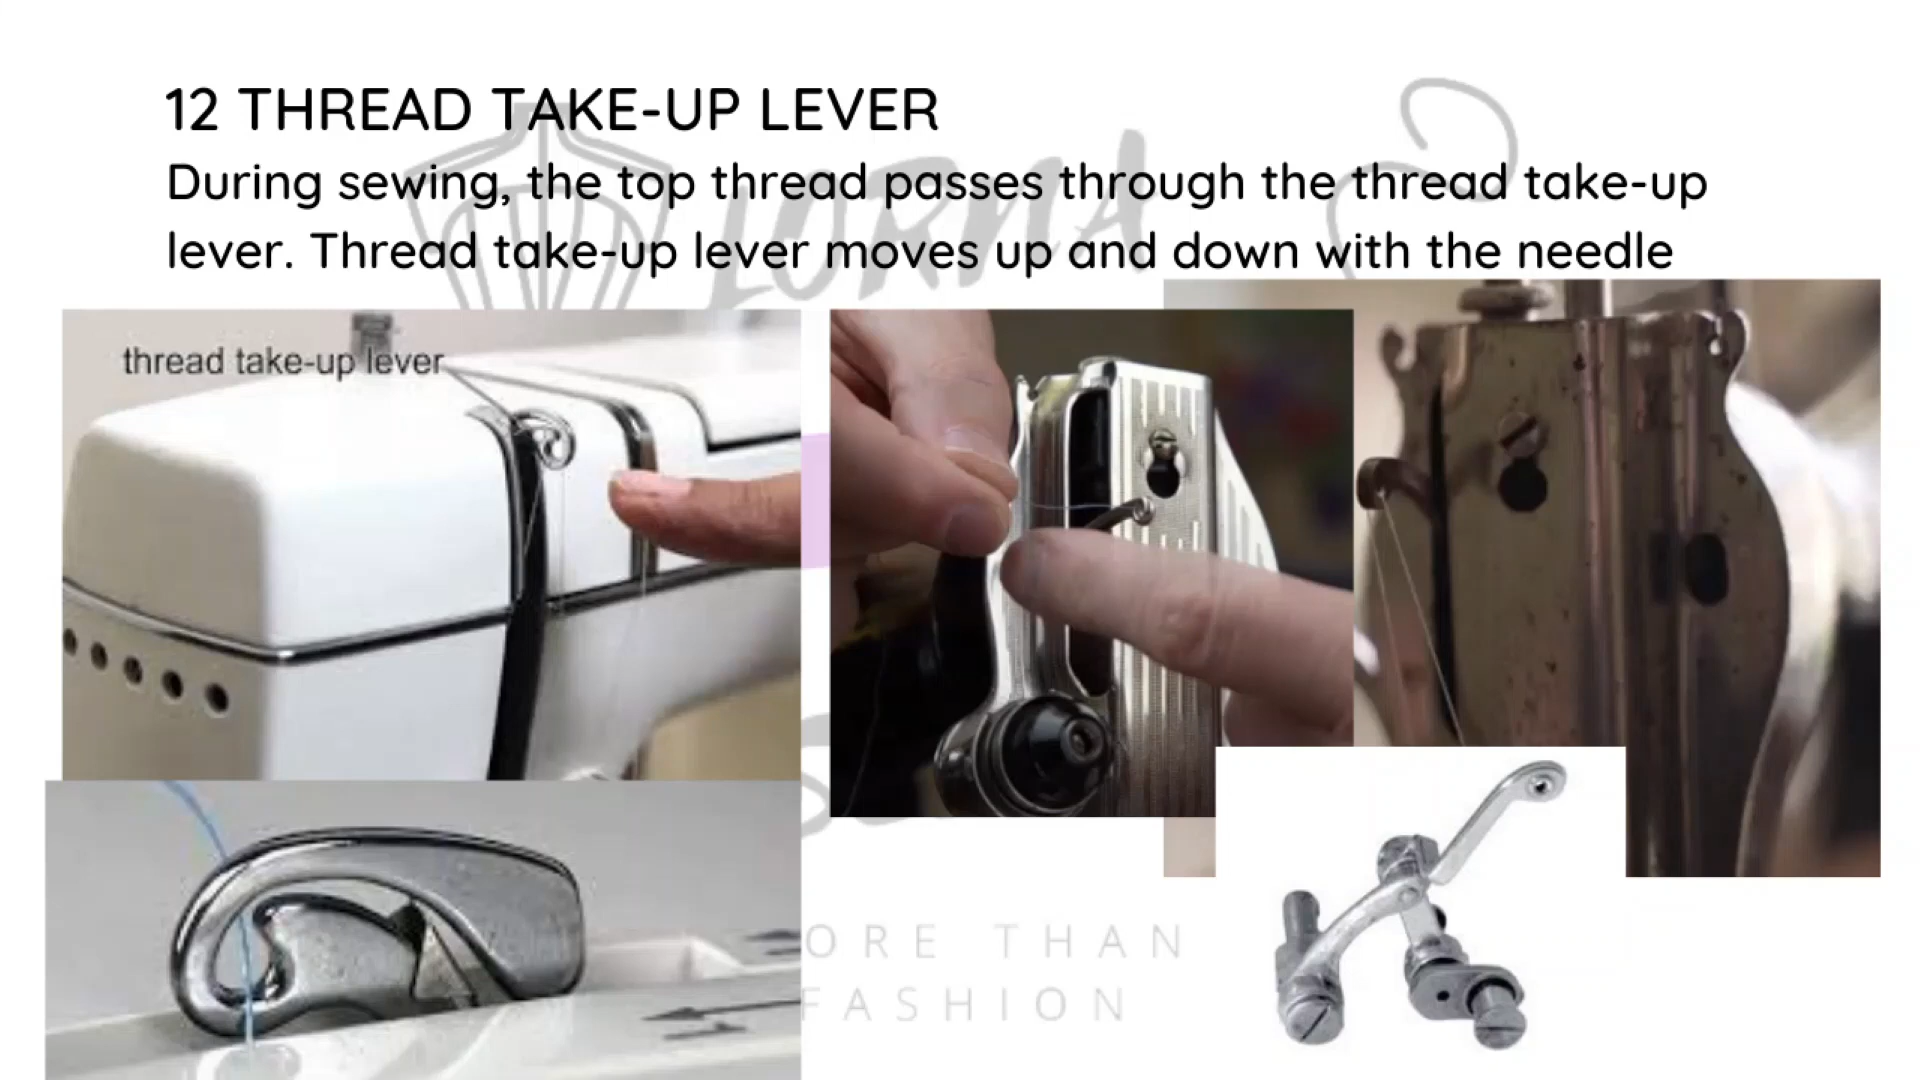 12 THREAD TAKE-UP LEVER
During sewing, the top thread passes through the thread take-up
lever. Thread take-up lever moves up and down with the needle
thread take-up lever
LORNA
ORE THAN
FASHION